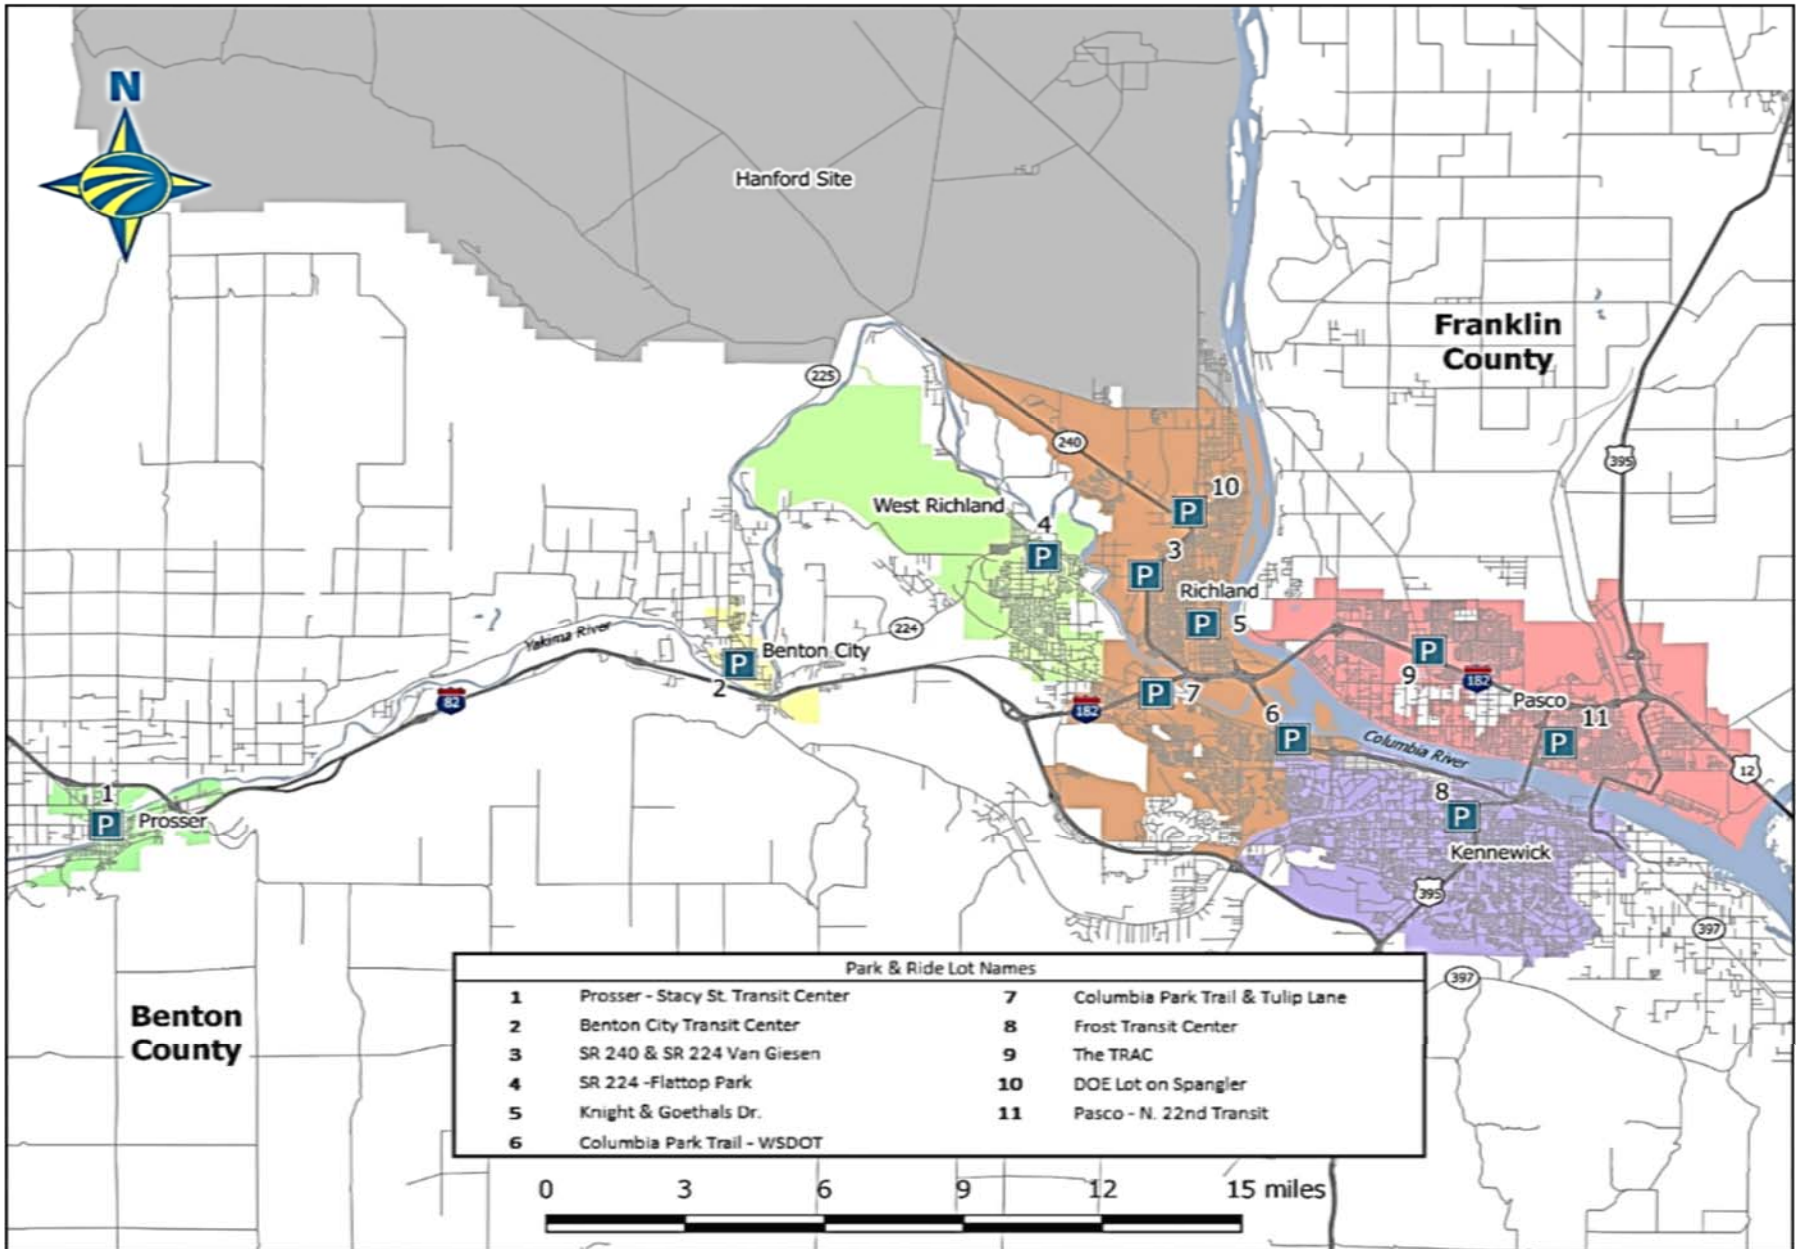 N
Hanford Site
Franklin
County
225
240
395
10
West Richland
4
3
Richland
5
224
Yakima River
Benton City
2
9
182
7
82
182
Pasco
11
6
Columbia River
12
1
Prosser
8
Kennewick
395
397
397
Park & Ride Lot Names
1 Prosser - Stacy St. Transit Center 7 Columbia Park Trail & Tulip Lane
2 Benton City Transit Center 8 Frost Transit Center
3 SR 240 & SR 224 Van Giesen 9 The TRAC
4 SR 224 -Flattop Park 10 DOE Lot on Spangler
5 Knight & Goethals Dr. 11 Pasco - N. 22nd Transit
6 Columbia Park Trail - WSDOT
Benton
County
0 3 6 9 12 15 miles
P
P
P
P
P
P
P
P
P
P
P